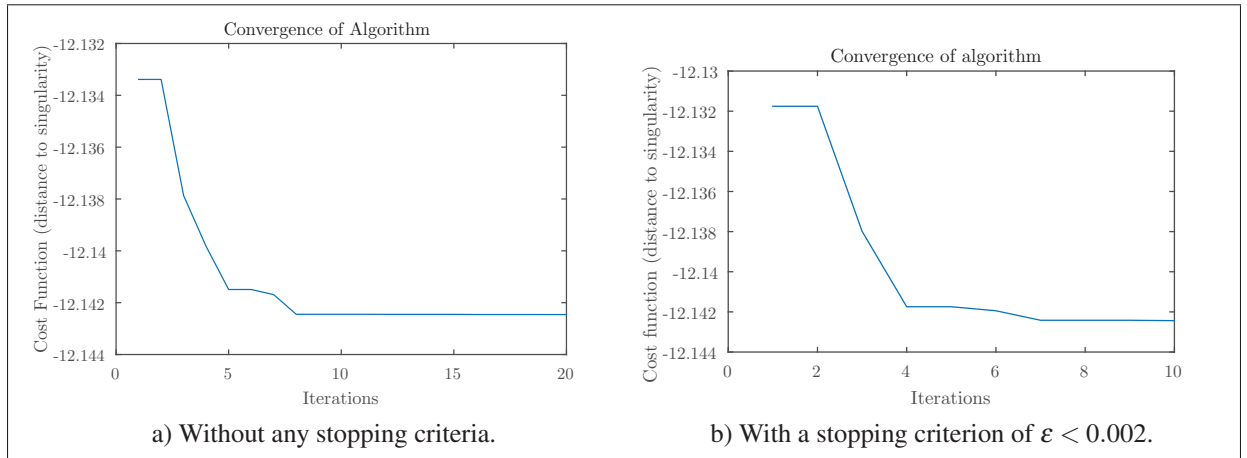 Convergence of Algorithm
Cost Function (distance to singularity)
-12.132
-12.134
-12.136
-12.138
-12.14
-12.142
-12.144
0 5 10 15 20
Iterations
a) Without any stopping criteria.
Convergence of algorithm
Cost function (distance to singularity)
-12.13
-12.132
-12.134
-12.136
-12.138
-12.14
-12.142
-12.144
0 2 4 6 8 10
Iterations
b) With a stopping criterion of ε < 0.002.